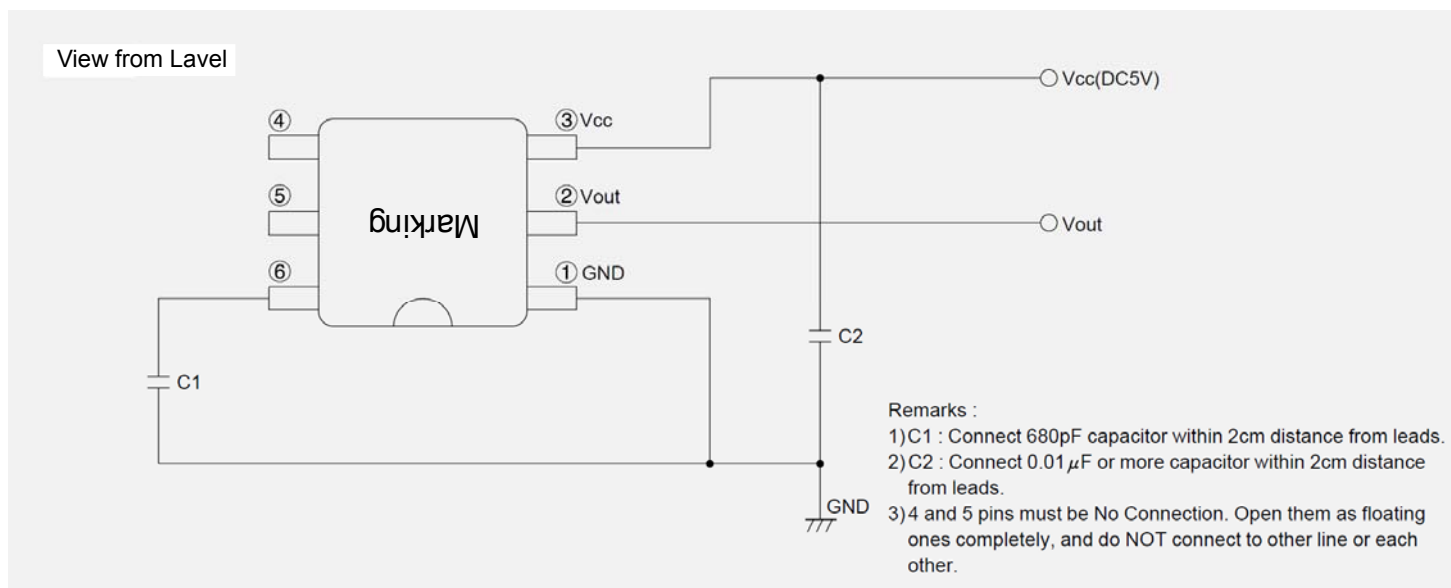 View from Lavel
Vcc(DC5V)
④
③Vcc
⑤
②Vout
Marking
Vout
⑥
①GND
C2
C1
Remarks :
1)C1 : Connect 680pF capacitor within 2cm distance from leads.
2)C2 : Connect 0.01μF or more capacitor within 2cm distance
from leads.
GND
3)4 and 5 pins must be No Connection. Open them as floating
ones completely, and do NOT connect to other line or each
other.